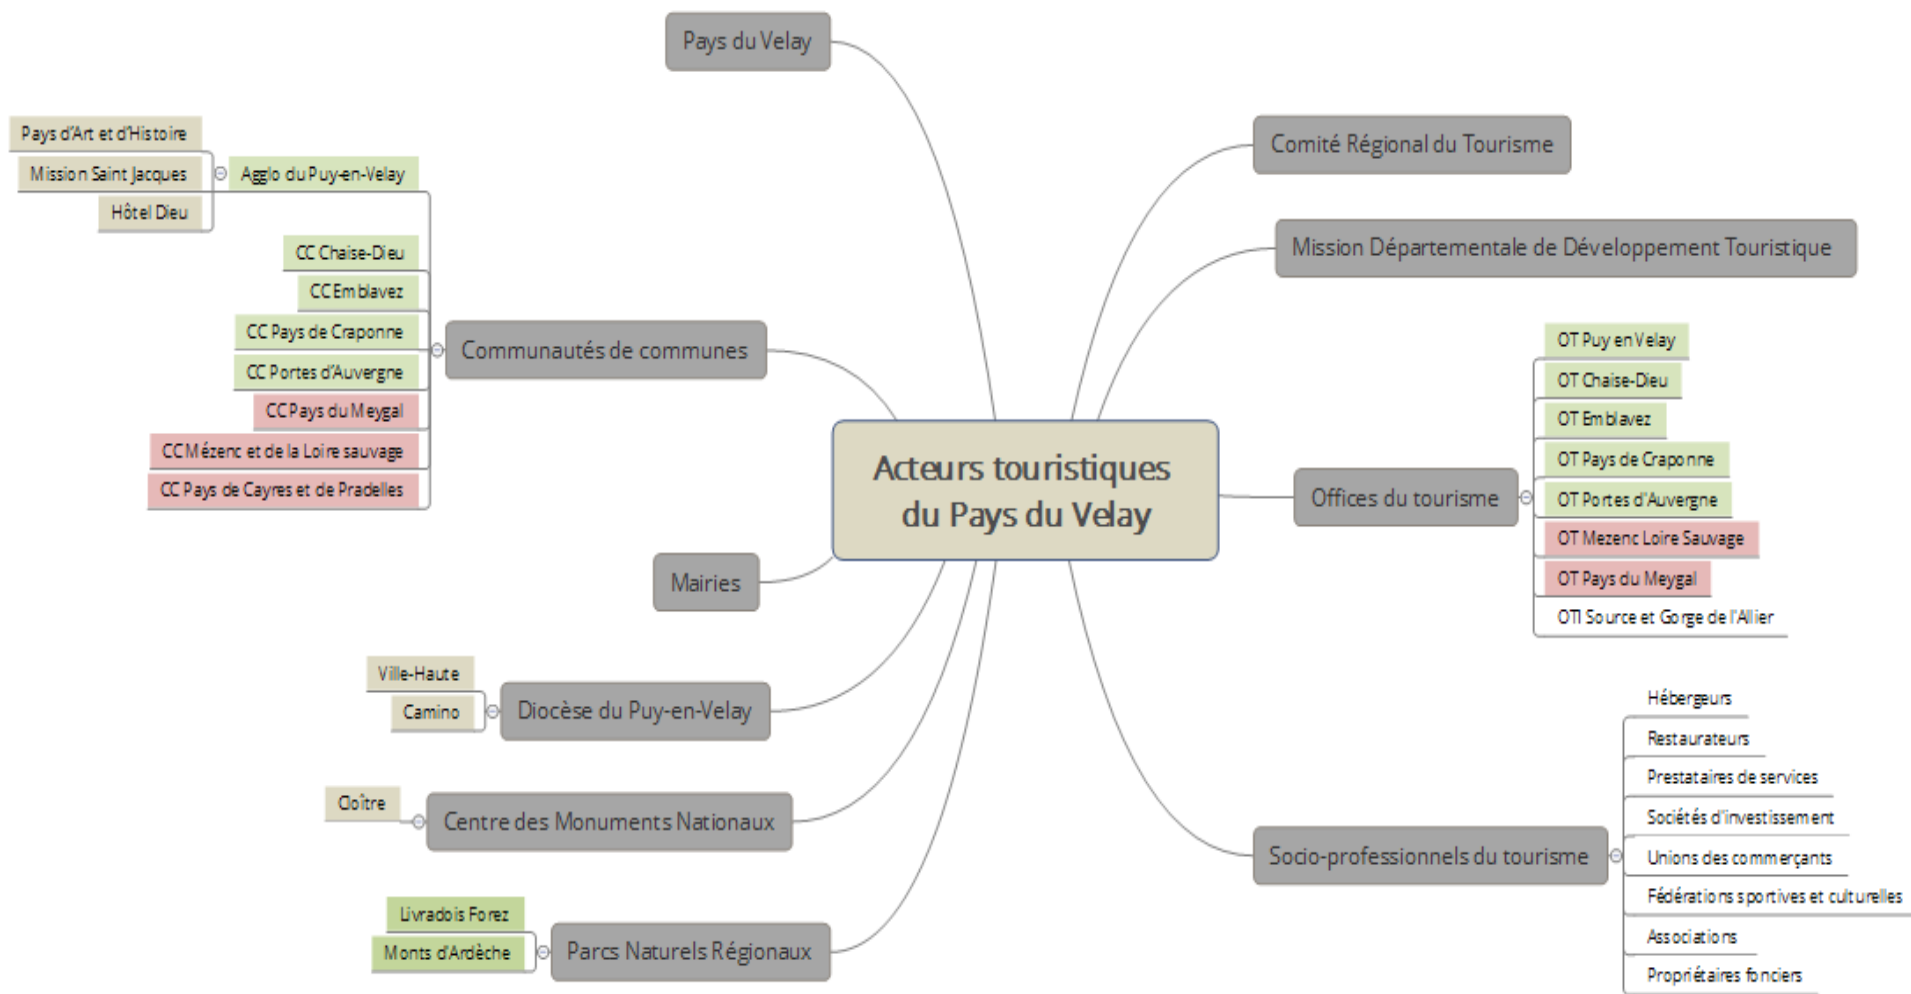 Pays du Velay
Comité Régional du Tourisme
Mission Départementale de Développement Touristique
Pays d'Art et d'Histoire
Mission Saint Jacques
Hôtel Dieu
Agglo du Puy-en-Velay
CC Chaise-Dieu
CC Emblavez
CC Pays de Craponne
CC Portes d'Auvergne
CC Pays du Meygal
CC Mézenc et de la Loire sauvage
CC Pays de Cayres et de Pradelles
Communautés de communes
Acteurs touristiques
du Pays du Velay
Offices du tourisme
OT Puy en Velay
OT Chaise-Dieu
OT Emblavez
OT Pays de Craponne
OT Portes d'Auvergne
OT Mezenc Loire Sauvage
OT Pays du Meygal
OTI Source et Gorge de l'Allier
Mairies
Ville-Haute
Camino
Diocèse du Puy-en-Velay
Cloître
Centre des Monuments Nationaux
Livradois Forez
Monts d'Ardèche
Parcs Naturels Régionaux
Socio-professionnels du tourisme
Hébergeurs
Restaurateurs
Prestataires de services
Sociétés d'investissement
Unions des commerçants
Fédérations sportives et culturelles
Associations
Propriétaires fonciers